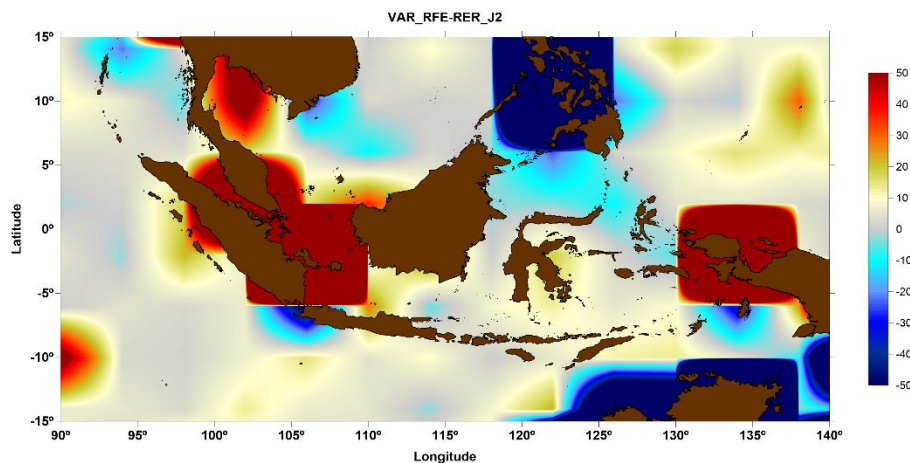 VAR_RFE-RER_J2
15º
10º
5º
0º
-5º
-10º
-15º
Latitude
90º 95º 100º 105º 110º 115º 120º 125º 130º 135º 140º
Longitude
50
40
30
20
10
0
-10
-20
-30
-40
-50